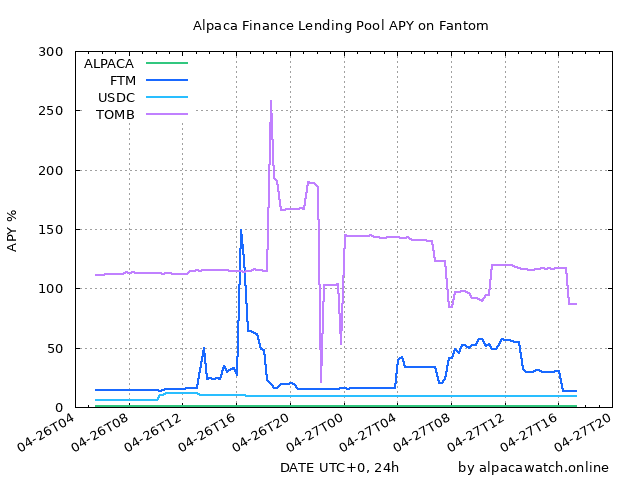 Alpaca Finance Lending Pool APY on Fantom
300
250
200
150
100
50
0
APY %
ALPACA
FTM
USDC
TOMB
04-26T04
04-26T08
04-26T12
04-26T16
04-26T20
04-27T00
04-27T04
04-27T08
04-27T12
04-27T16
04-27T20
DATE UTC+0, 24h
by alpacawatch.online